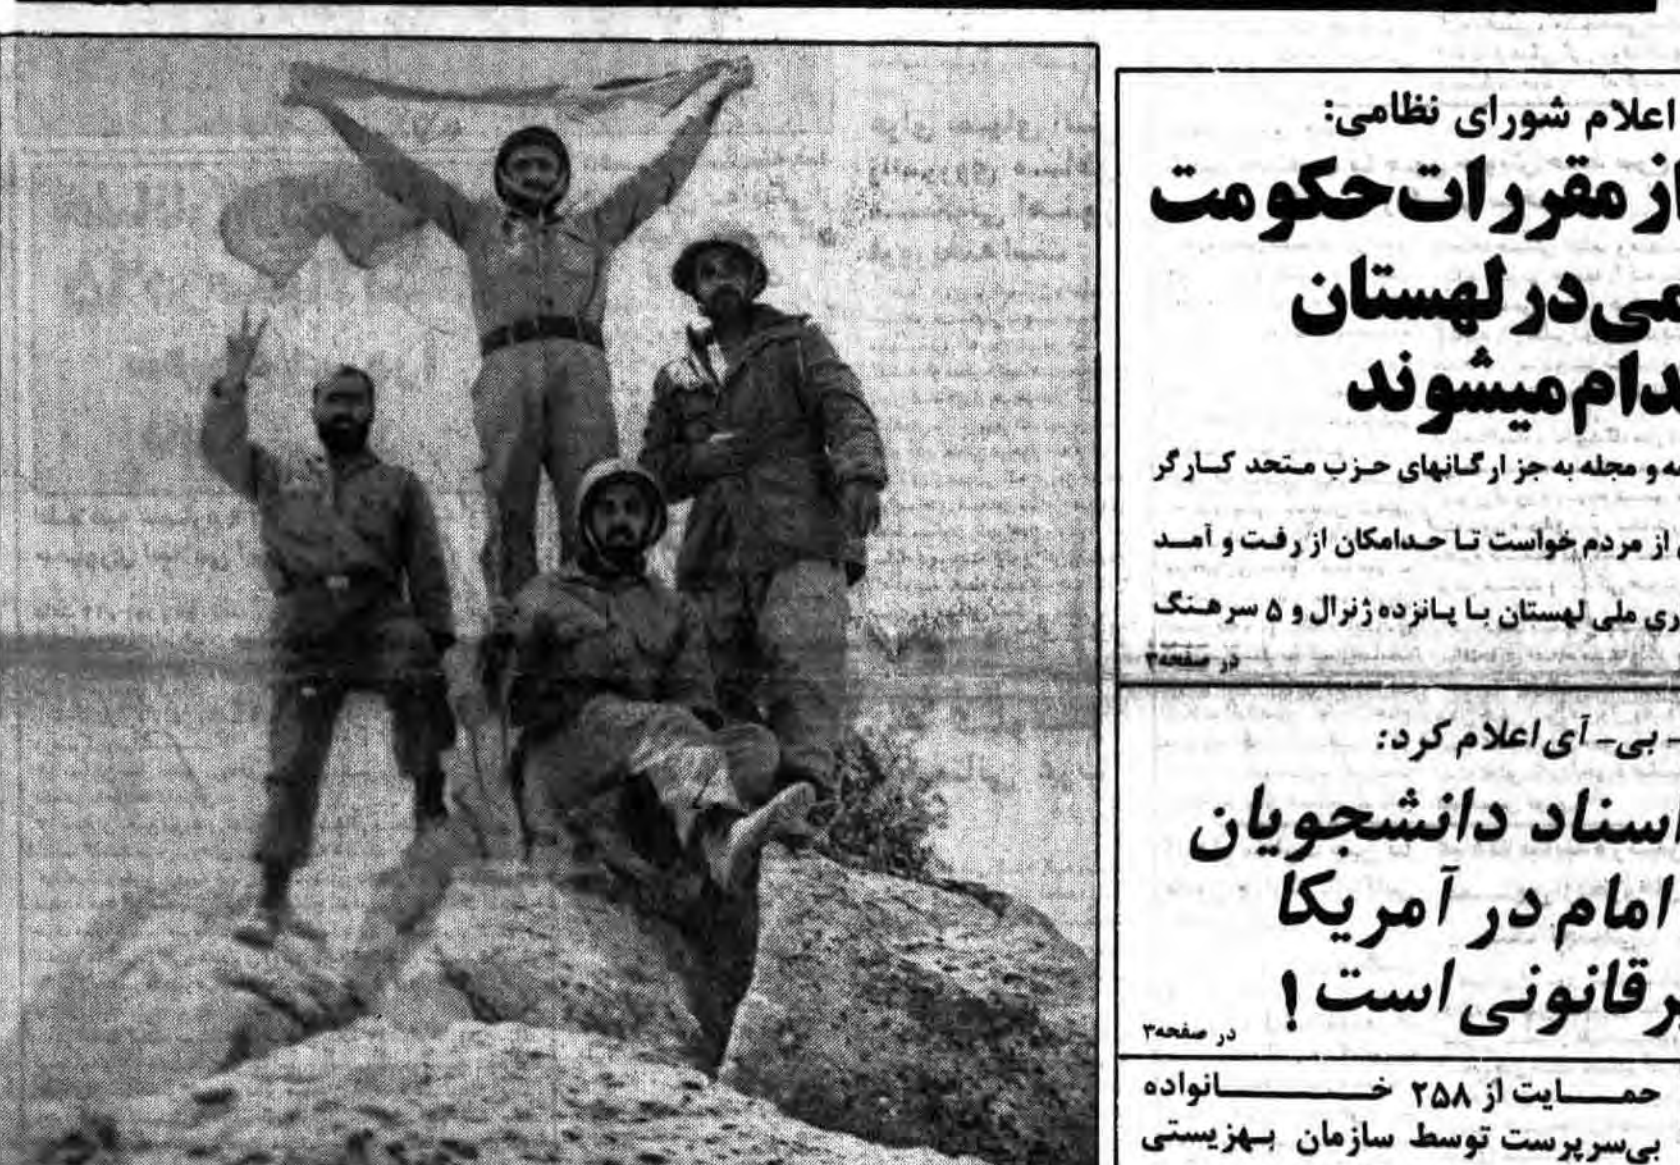 اعلام شورای نظامی:
از مقررات حکومت
می در لهستان
دام میشوند
ه و مجله به جز ارگانهای حزب متحد کارگر
از مردم خواست تا حدامکان از رفت و آمد
ری ملی لهستان با پانزده ژنرال و ۵ سرهنگ
در صفحه۳
- بی- آی اعلام کرد:
اسناد دانشجویان
امام در آمریکا
رقانونی است !
در صفحه۳
حمایت از ۲۵۸ خانواده
بی‌سرپرست توسط سازمان بهزیستی